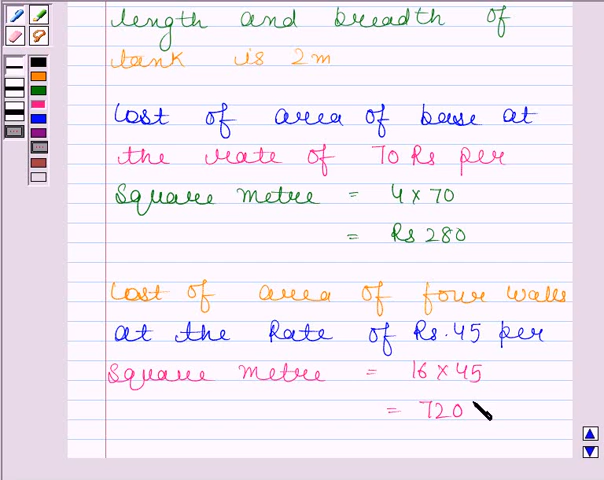 length and breadth of
tank is 2m
Cost of area of base at
the rate of 70 Rs per
Square metre = 4 × 70
= Rs 280
Cost of area of four walls
at the Rate of Rs. 45 per
Square metre = 16 × 45
= 720